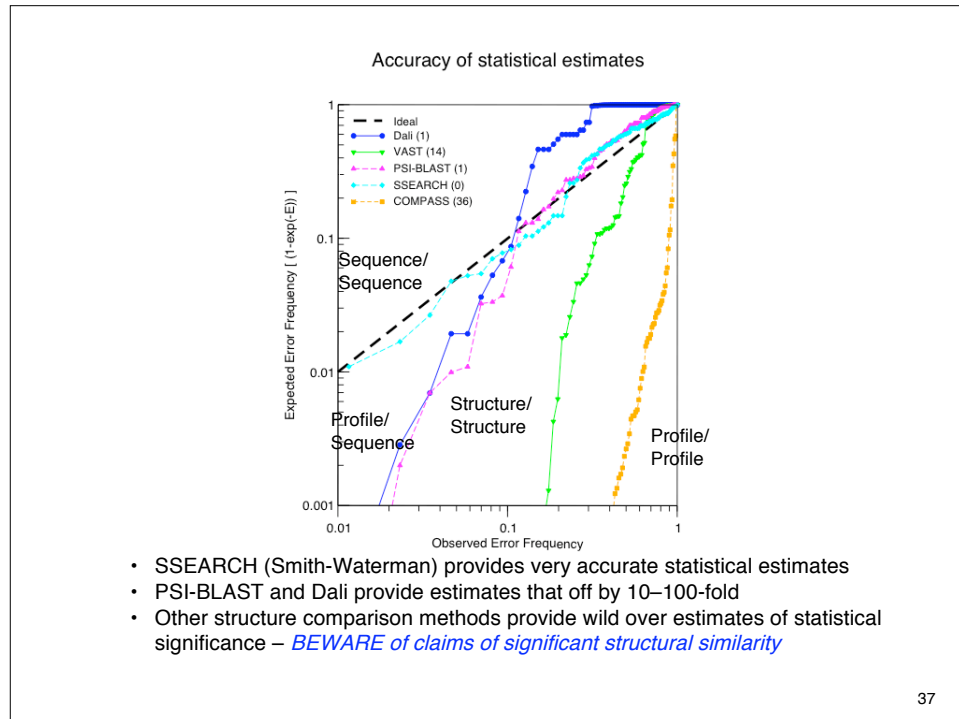 Accuracy of statistical estimates
1
0.1
0.01
0.001
Expected Error Frequency [ (1-exp(-E)) ]
Ideal
Dali (1)
VAST (14)
PSI-BLAST (1)
SSEARCH (0)
COMPASS (36)
Sequence/
Sequence
Profile/
Sequence
Structure/
Structure
Profile/
Profile
0.01
0.1
1
Observed Error Frequency
• SSEARCH (Smith-Waterman) provides very accurate statistical estimates
• PSI-BLAST and Dali provide estimates that off by 10–100-fold
• Other structure comparison methods provide wild over estimates of statistical
significance – BEWARE of claims of significant structural similarity
37